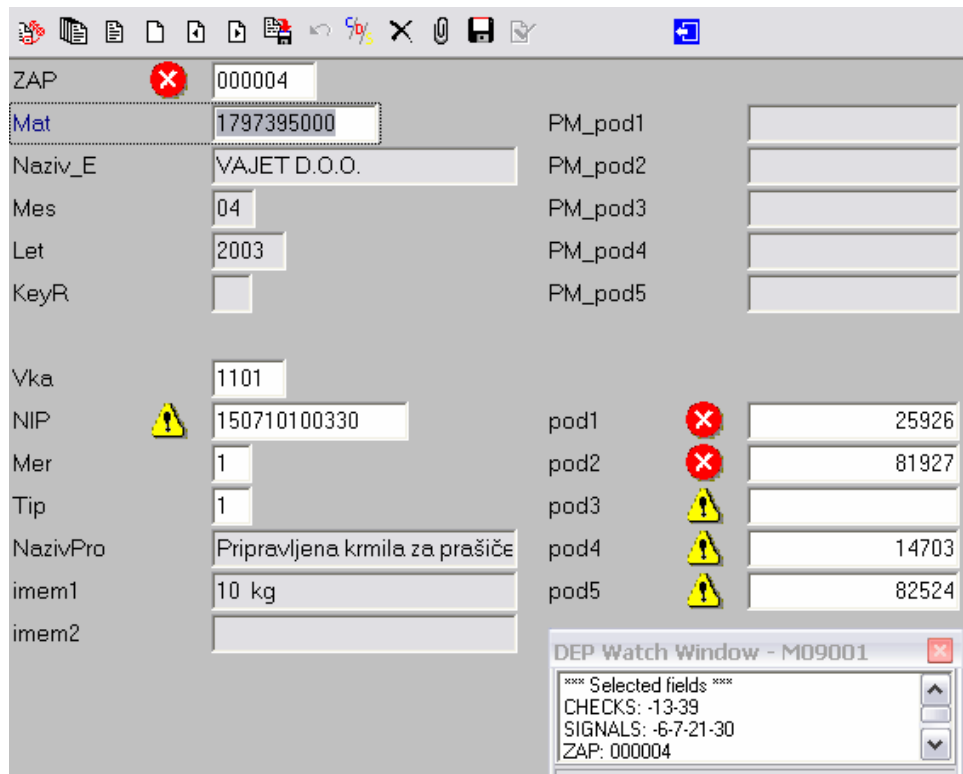 ZAP 000004
Mat 1797395000 PM_pod1
Naziv_E VAJET D.O.O. PM_pod2
Mes 04 PM_pod3
Let 2003 PM_pod4
KeyR PM_pod5
Vka 1101
NIP 150710100330 pod1 25926
Mer 1 pod2 81927
Tip 1 pod3
NazivPro Pripravljena krmila za prašiče pod4 14703
imem1 10 kg pod5 82524
imem2
DEP Watch Window - M09001
*** Selected fields ***
CHECKS: -13-39
SIGNALS: -6-7-21-30
ZAP: 000004